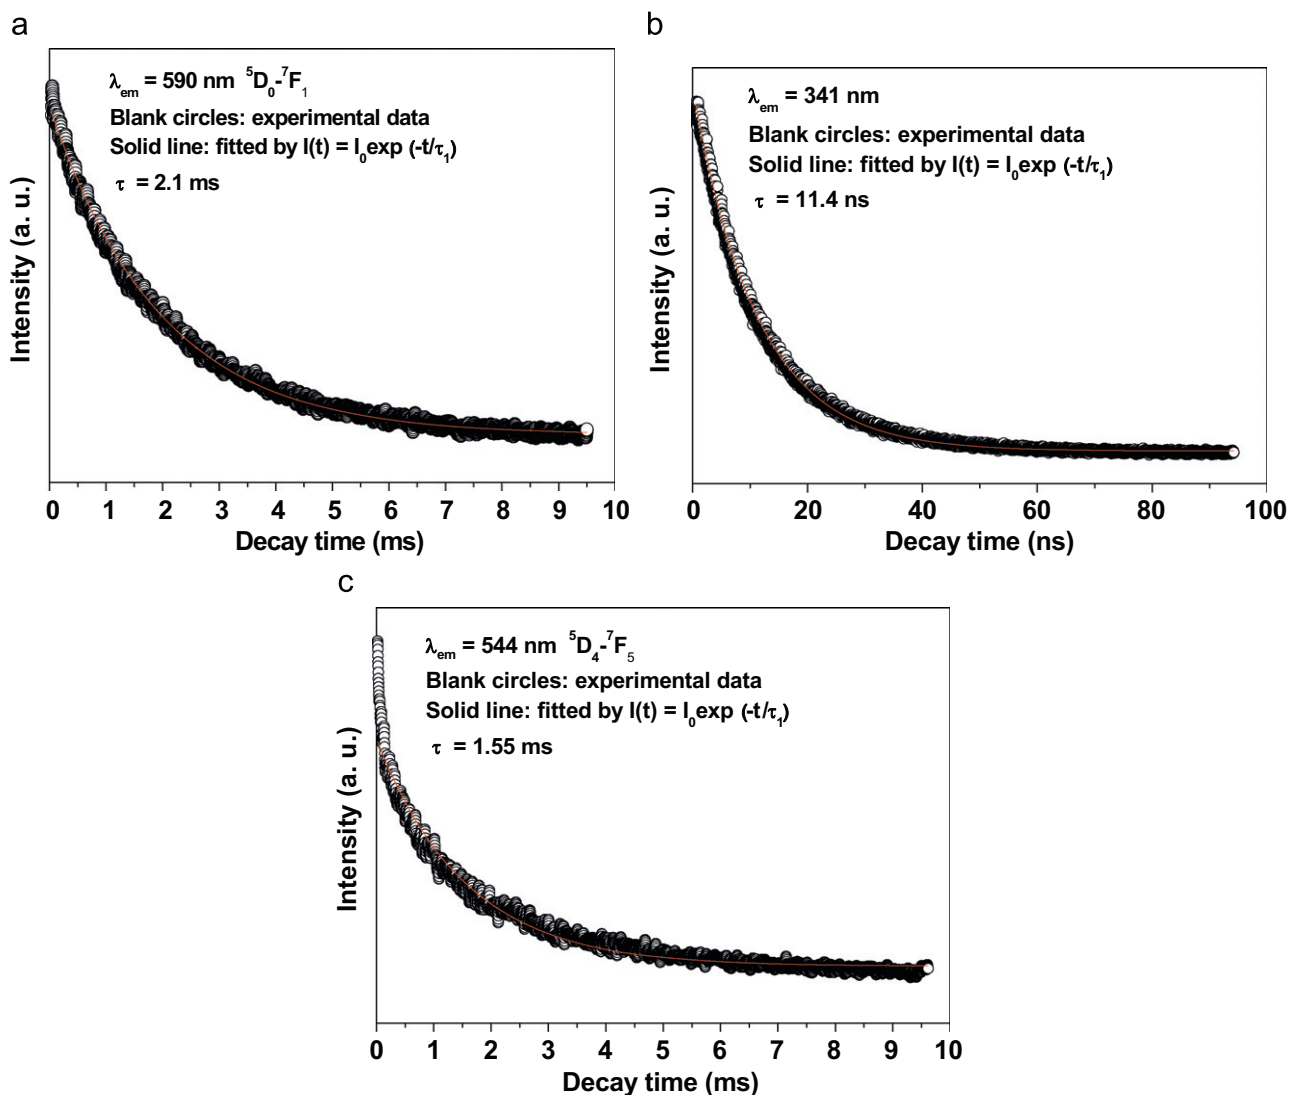 a
λem = 590 nm ⁵D₀-⁷F₁
Blank circles: experimental data
Solid line: fitted by I(t) = I₀exp (-t/τ₁)
τ = 2.1 ms
Intensity (a. u.)
0 1 2 3 4 5 6 7 8 9 10
Decay time (ms)
b
λem = 341 nm
Blank circles: experimental data
Solid line: fitted by I(t) = I₀exp (-t/τ₁)
τ = 11.4 ns
Intensity (a. u.)
0 20 40 60 80 100
Decay time (ns)
c
λem = 544 nm ⁵D₄-⁷F₅
Blank circles: experimental data
Solid line: fitted by I(t) = I₀exp (-t/τ₁)
τ = 1.55 ms
Intensity (a. u.)
0 1 2 3 4 5 6 7 8 9 10
Decay time (ms)